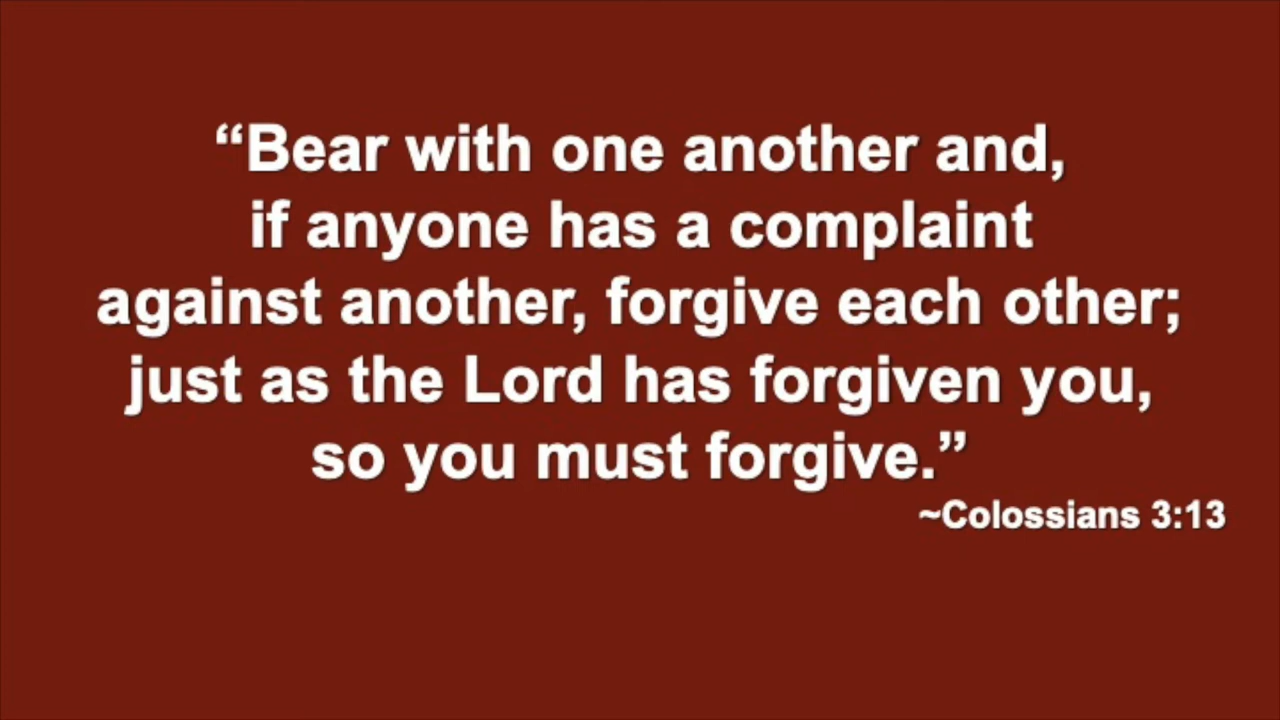 “Bear with one another and,
if anyone has a complaint
against another, forgive each other;
just as the Lord has forgiven you,
so you must forgive.”
~Colossians 3:13